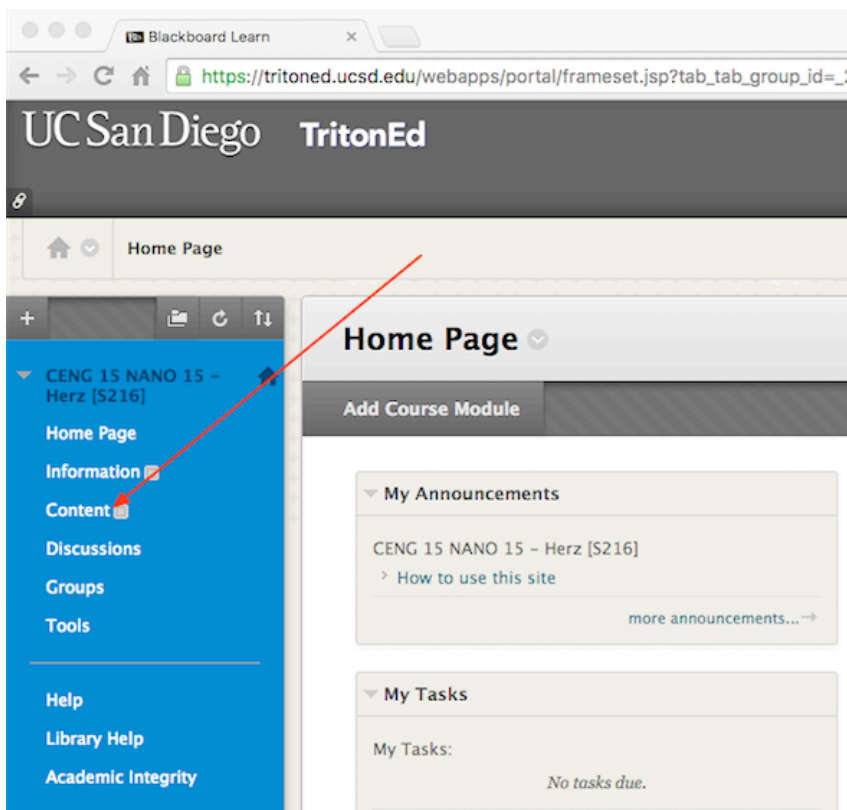 Blackboard Learn
https://tritoned.ucsd.edu/webapps/portal/frameset.jsp?tab_tab_group_id=_
UC San Diego TritonEd
Home Page
CENG 15 NANO 15 –
Herz [S216]
Home Page
Information
Content
Discussions
Groups
Tools
Help
Library Help
Academic Integrity
Home Page
Add Course Module
My Announcements
CENG 15 NANO 15 – Herz [S216]
How to use this site
more announcements...→
My Tasks
My Tasks:
No tasks due.